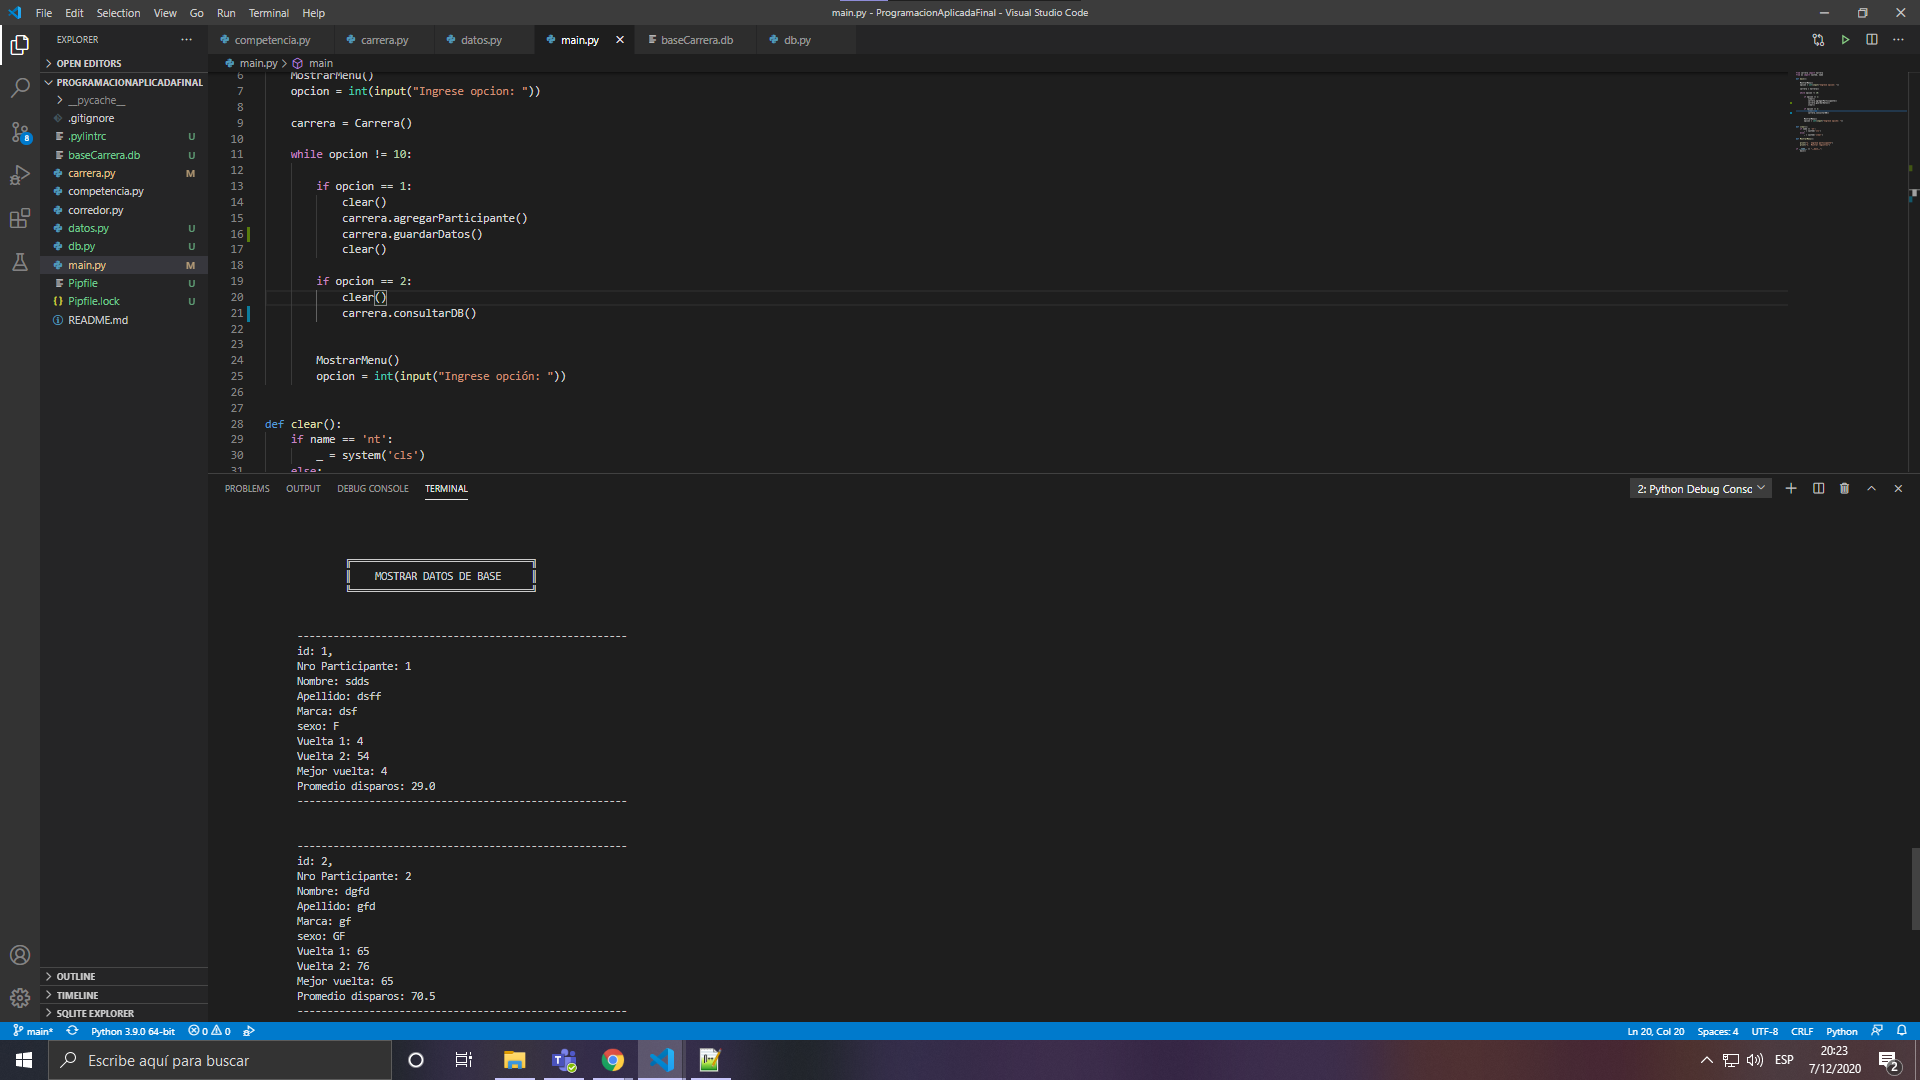 File Edit Selection View Go Run Terminal Help
main.py - ProgramacionAplicadaFinal - Visual Studio Code
EXPLORER
OPEN EDITORS
PROGRAMACIONAPLICADAFINAL
__pycache__
.gitignore
.pylintrc U
baseCarrera.db U
carrera.py M
competencia.py
corredor.py
datos.py U
db.py U
main.py M
Pipfile U
Pipfile.lock U
README.md
OUTLINE
TIMELINE
SQLITE EXPLORER
8
competencia.py carrera.py datos.py main.py baseCarrera.db db.py
main.py > main
6 MostrarMenu()
7 opcion = int(input("Ingrese opcion: "))
8
9 carrera = Carrera()
10
11 while opcion != 10:
12
13 if opcion == 1:
14 clear()
15 carrera.agregarParticipante()
16 carrera.guardarDatos()
17 clear()
18
19 if opcion == 2:
20 clear()
21 carrera.consultarDB()
22
23
24 MostrarMenu()
25 opcion = int(input("Ingrese opción: "))
26
27
28 def clear():
29 if name == 'nt':
30 _ = system('cls')
31 else:
PROBLEMS OUTPUT DEBUG CONSOLE TERMINAL
2: Python Debug Consc
MOSTRAR DATOS DE BASE
-------------------------------------------------------
id: 1,
Nro Participante: 1
Nombre: sdds
Apellido: dsff
Marca: dsf
sexo: F
Vuelta 1: 4
Vuelta 2: 54
Mejor vuelta: 4
Promedio disparos: 29.0
-------------------------------------------------------
-------------------------------------------------------
id: 2,
Nro Participante: 2
Nombre: dgfd
Apellido: gfd
Marca: gf
sexo: GF
Vuelta 1: 65
Vuelta 2: 76
Mejor vuelta: 65
Promedio disparos: 70.5
-------------------------------------------------------
main* Python 3.9.0 64-bit 0 0
Ln 20, Col 20 Spaces: 4 UTF-8 CRLF Python
Escribe aquí para buscar
ESP
20:23
7/12/2020
2